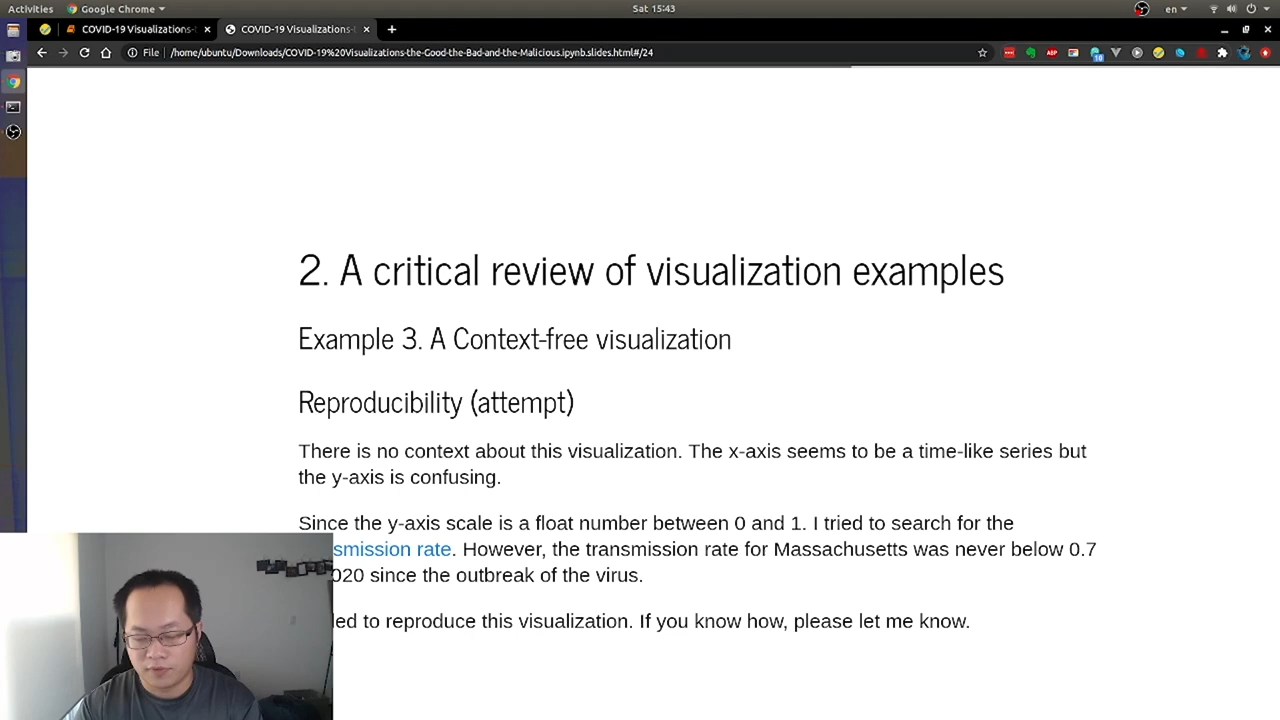 Activities Google Chrome Sat 15:43 en
COVID-19 Visualizations- COVID-19 Visualizations-
File /home/ubuntu/Downloads/COVID-19%20Visualizations-the-Good-the-Bad-and-the-Malicious.ipynb.slides.html#/24 ABP 10
2. A critical review of visualization examples
Example 3. A Context-free visualization
Reproducibility (attempt)
There is no context about this visualization. The x-axis seems to be a time-like series but
the y-axis is confusing.
Since the y-axis scale is a float number between 0 and 1. I tried to search for the
smission rate. However, the transmission rate for Massachusetts was never below 0.7
020 since the outbreak of the virus.
led to reproduce this visualization. If you know how, please let me know.